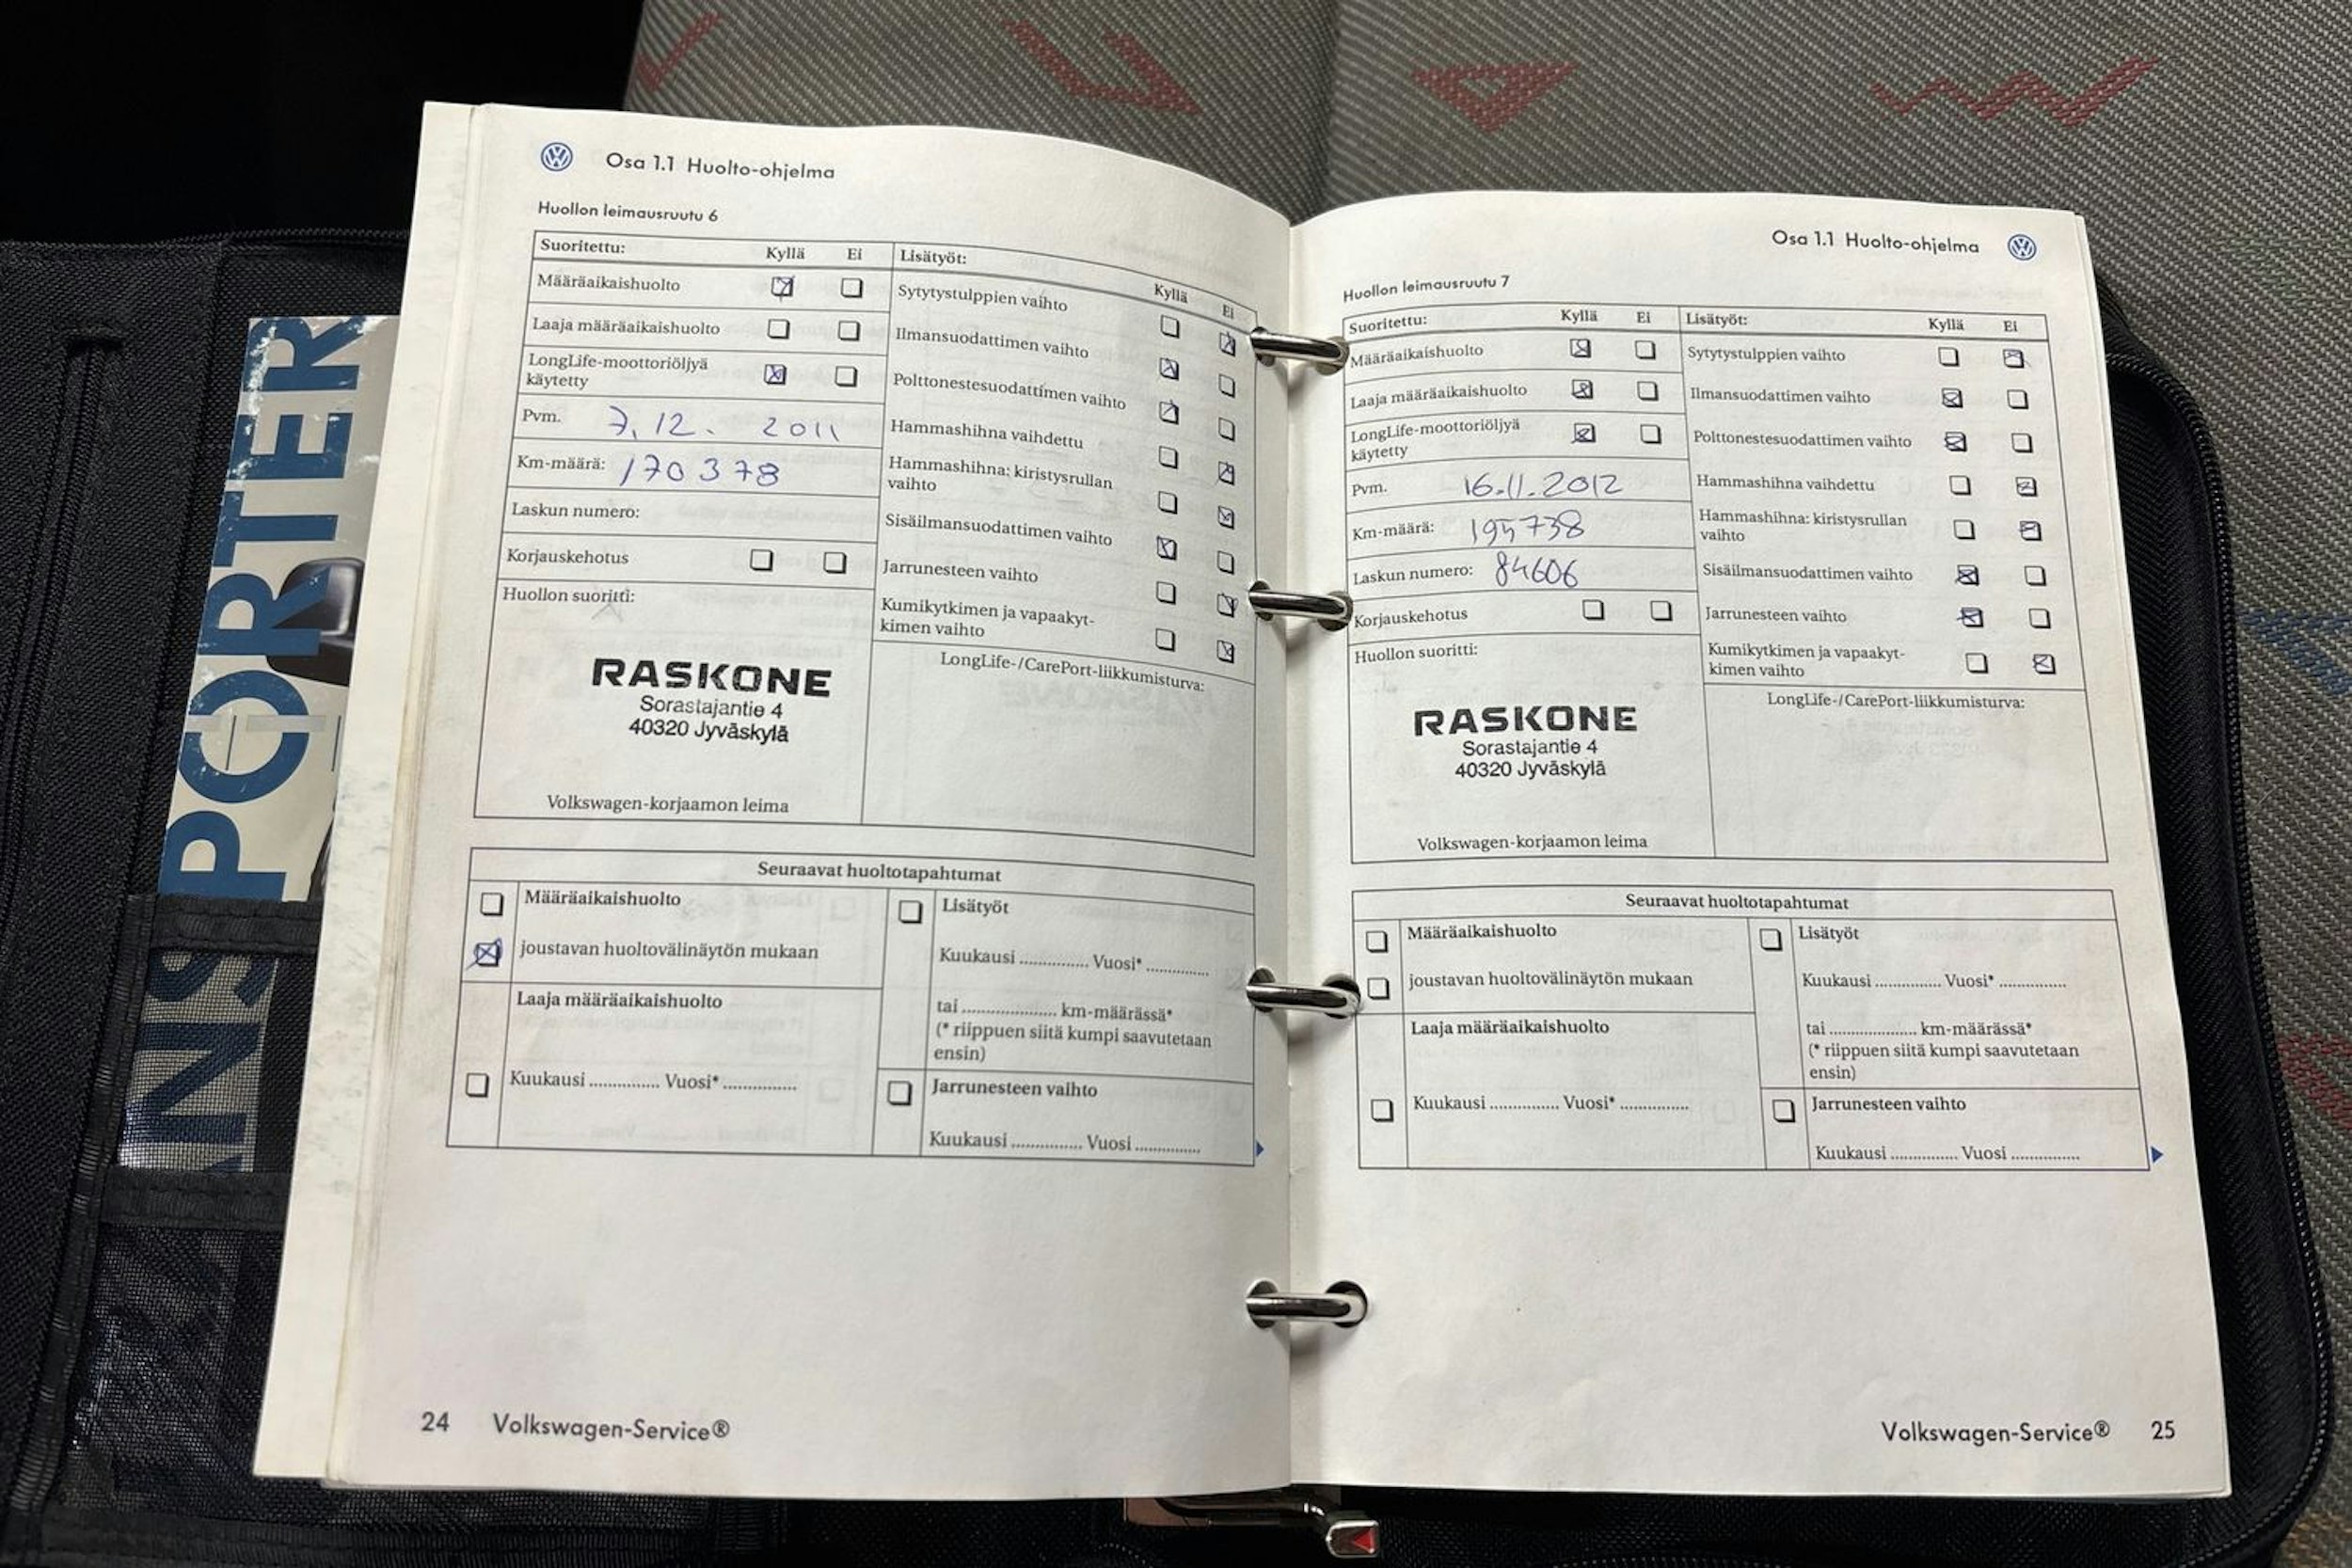 PORTER
ANS
Osa 1.1 Huolto-ohjelma
Huollon leimausruutu 6
Suoritettu: Kyllä Ei
Määräaikaishuolto
Laaja määräaikaishuolto
LongLife-moottoriöljyä
käytetty
Pvm. 7.12. 2011
Km-määrä: 170378
Laskun numero:
Korjauskehotus
Huollon suoritti:
RASKONE
Sorastajantie 4
40320 Jyväskylä
Volkswagen-korjaamon leima
Lisätyöt: Kyllä Ei
Sytytystulppien vaihto
Ilmansuodattimen vaihto
Polttonestesuodattimen vaihto
Hammashihna vaihdettu
Hammashihna: kiristysrullan
vaihto
Sisäilmansuodattimen vaihto
Jarrunesteen vaihto
Kumikytkimen ja vapaakyt-
kimen vaihto
LongLife-/CarePort-liikkumisturva:
Seuraavat huoltotapahtumat
Määräaikaishuolto
joustavan huoltovälinäytön mukaan
Laaja määräaikaishuolto
Kuukausi .............. Vuosi* ..............
Lisätyöt
Kuukausi .............. Vuosi* ..............
tai .................... km-määrässä*
(* riippuen siitä kumpi saavutetaan
ensin)
Jarrunesteen vaihto
Kuukausi .............. Vuosi ..............
24 Volkswagen-Service®
Osa 1.1 Huolto-ohjelma
Huollon leimausruutu 7
Suoritettu: Kyllä Ei
Määräaikaishuolto
Laaja määräaikaishuolto
LongLife-moottoriöljyä
käytetty
Pvm. 16.11.2012
Km-määrä: 195738
Laskun numero: 84606
Korjauskehotus
Huollon suoritti:
RASKONE
Sorastajantie 4
40320 Jyväskylä
Volkswagen-korjaamon leima
Lisätyöt: Kyllä Ei
Sytytystulppien vaihto
Ilmansuodattimen vaihto
Polttonestesuodattimen vaihto
Hammashihna vaihdettu
Hammashihna: kiristysrullan
vaihto
Sisäilmansuodattimen vaihto
Jarrunesteen vaihto
Kumikytkimen ja vapaakyt-
kimen vaihto
LongLife-/CarePort-liikkumisturva:
Seuraavat huoltotapahtumat
Määräaikaishuolto
joustavan huoltovälinäytön mukaan
Laaja määräaikaishuolto
Kuukausi .............. Vuosi* ..............
Lisätyöt
Kuukausi .............. Vuosi* ..............
tai .................... km-määrässä*
(* riippuen siitä kumpi saavutetaan
ensin)
Jarrunesteen vaihto
Kuukausi .............. Vuosi ..............
Volkswagen-Service® 25